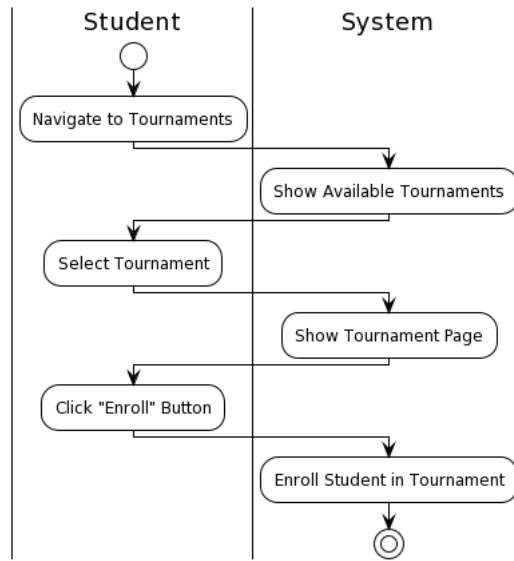 Student
System
Navigate to Tournaments
Show Available Tournaments
Select Tournament
Show Tournament Page
Click "Enroll" Button
Enroll Student in Tournament